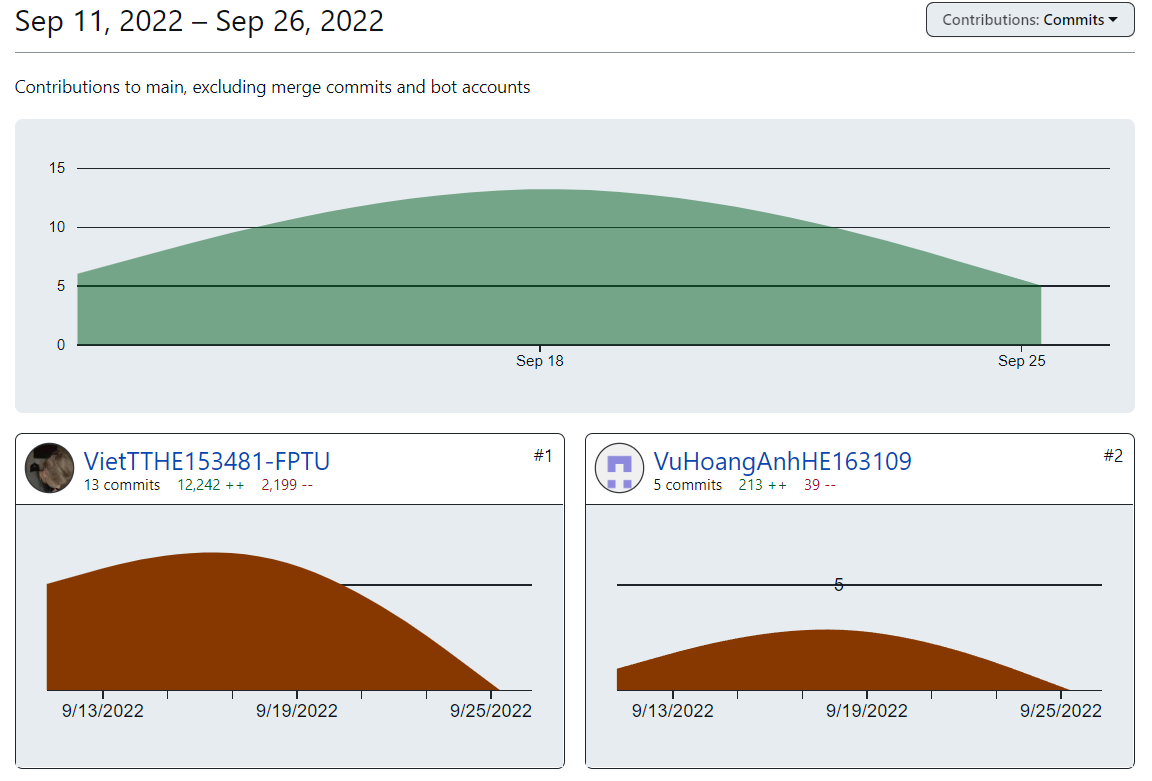 Sep 11, 2022 – Sep 26, 2022
Contributions: Commits
Contributions to main, excluding merge commits and bot accounts
15
10
5
0
Sep 18
Sep 25
VietTTHE153481-FPTU
#1
13 commits 12,242 ++ 2,199 --
9/13/2022 9/19/2022 9/25/2022
VuHoangAnhHE163109
#2
5 commits 213 ++ 39 --
5
9/13/2022 9/19/2022 9/25/2022